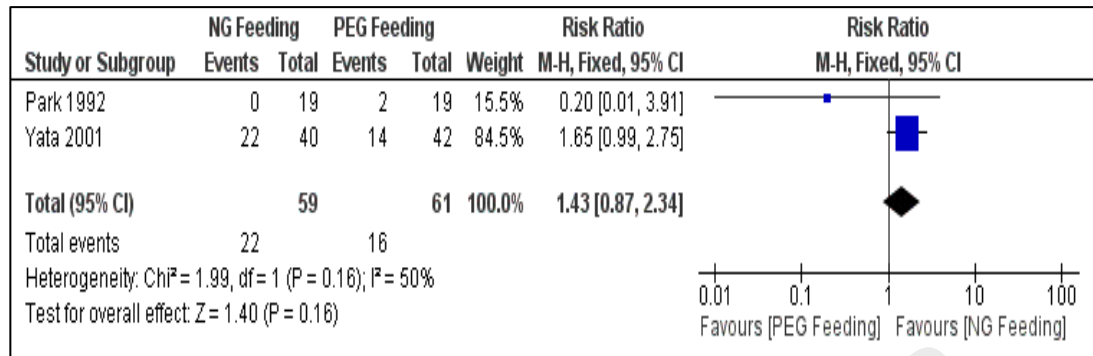 NG Feeding PEG Feeding Risk Ratio Risk Ratio
Study or Subgroup Events Total Events Total Weight M-H, Fixed, 95% CI M-H, Fixed, 95% CI
Park 1992 0 19 2 19 15.5% 0.20 [0.01, 3.91]
Yata 2001 22 40 14 42 84.5% 1.65 [0.99, 2.75]
Total (95% CI) 59 61 100.0% 1.43 [0.87, 2.34]
Total events 22 16
Heterogeneity: Chi² = 1.99, df = 1 (P = 0.16); I² = 50%
Test for overall effect: Z = 1.40 (P = 0.16)
0.01 0.1 1 10 100
Favours [PEG Feeding] Favours [NG Feeding]